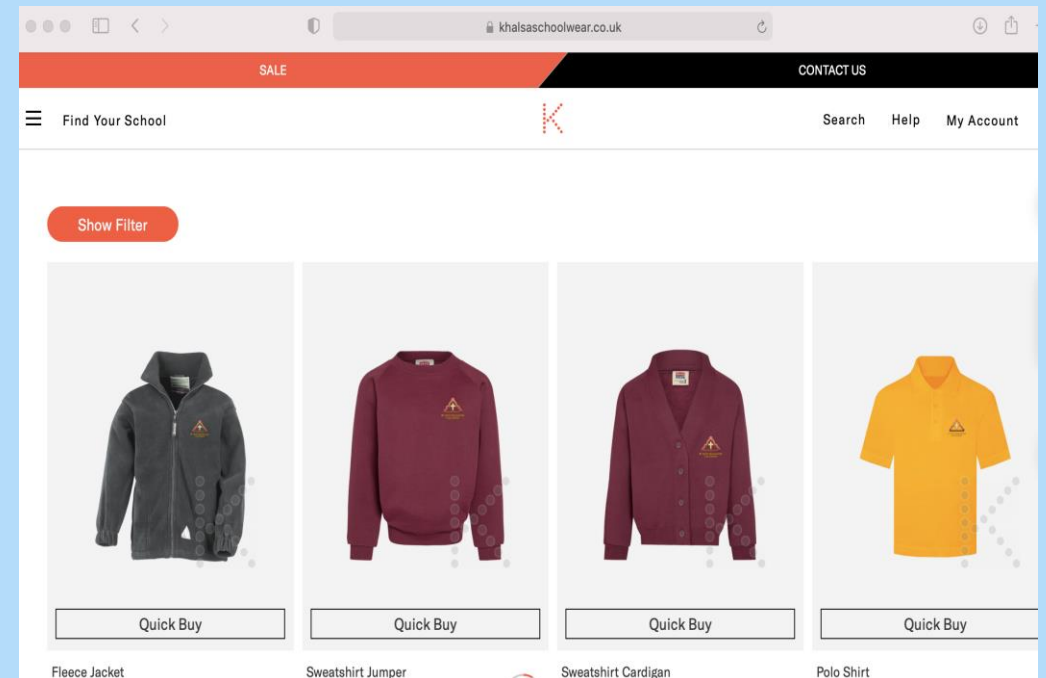 khalsaschoolwear.co.uk
SALE
CONTACT US
Find Your School
K
Search Help My Account
Show Filter
Quick Buy Quick Buy Quick Buy Quick Buy
Fleece Jacket Sweatshirt Jumper Sweatshirt Cardigan Polo Shirt